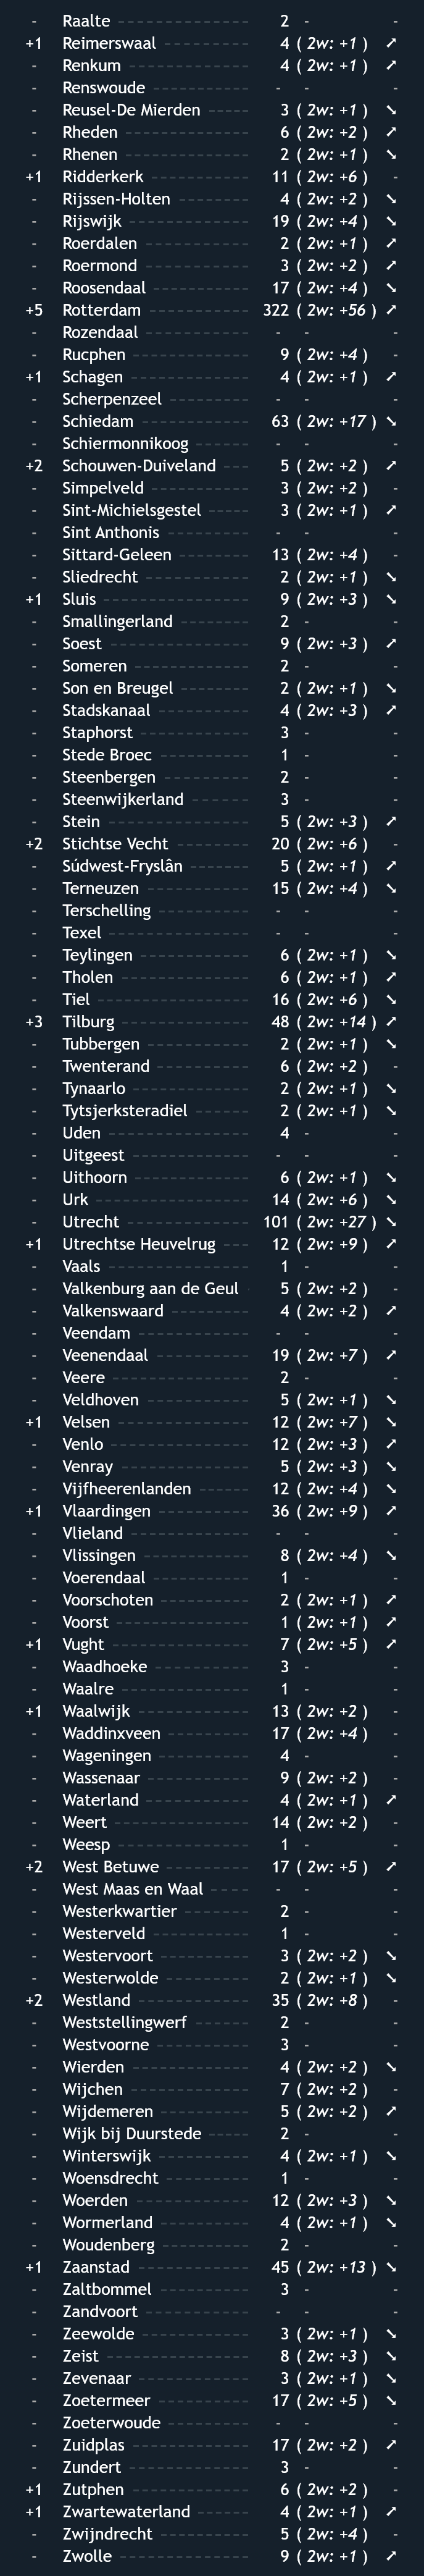 - Raalte 2 - -
+1 Reimerswaal 4 ( 2w: +1 ) ↗
- Renkum 4 ( 2w: +1 ) ↗
- Renswoude - - -
- Reusel-De Mierden 3 ( 2w: +1 ) ↘
- Rheden 6 ( 2w: +2 ) ↗
- Rhenen 2 ( 2w: +1 ) ↘
+1 Ridderkerk 11 ( 2w: +6 ) -
- Rijssen-Holten 4 ( 2w: +2 ) ↘
- Rijswijk 19 ( 2w: +4 ) ↘
- Roerdalen 2 ( 2w: +1 ) ↗
- Roermond 3 ( 2w: +2 ) ↗
- Roosendaal 17 ( 2w: +4 ) ↘
+5 Rotterdam 322 ( 2w: +56 ) ↗
- Rozendaal - - -
- Rucphen 9 ( 2w: +4 ) -
+1 Schagen 4 ( 2w: +1 ) ↗
- Scherpenzeel - - -
- Schiedam 63 ( 2w: +17 ) ↘
- Schiermonnikoog - - -
+2 Schouwen-Duiveland 5 ( 2w: +2 ) ↗
- Simpelveld 3 ( 2w: +2 ) -
- Sint-Michielsgestel 3 ( 2w: +1 ) ↗
- Sint Anthonis - - -
- Sittard-Geleen 13 ( 2w: +4 ) -
- Sliedrecht 2 ( 2w: +1 ) ↘
+1 Sluis 9 ( 2w: +3 ) ↘
- Smallingerland 2 - -
- Soest 9 ( 2w: +3 ) ↗
- Someren 2 - -
- Son en Breugel 2 ( 2w: +1 ) ↘
- Stadskanaal 4 ( 2w: +3 ) ↗
- Staphorst 3 - -
- Stede Broec 1 - -
- Steenbergen 2 - -
- Steenwijkerland 3 - -
- Stein 5 ( 2w: +3 ) ↗
+2 Stichtse Vecht 20 ( 2w: +6 ) -
- Súdwest-Fryslân 5 ( 2w: +1 ) ↗
- Terneuzen 15 ( 2w: +4 ) ↘
- Terschelling - - -
- Texel - - -
- Teylingen 6 ( 2w: +1 ) ↘
- Tholen 6 ( 2w: +1 ) ↗
- Tiel 16 ( 2w: +6 ) ↘
+3 Tilburg 48 ( 2w: +14 ) ↗
- Tubbergen 2 ( 2w: +1 ) ↘
- Twenterand 6 ( 2w: +2 ) -
- Tynaarlo 2 ( 2w: +1 ) ↘
- Tytsjerksteradiel 2 ( 2w: +1 ) ↘
- Uden 4 - -
- Uitgeest - - -
- Uithoorn 6 ( 2w: +1 ) ↘
- Urk 14 ( 2w: +6 ) ↘
- Utrecht 101 ( 2w: +27 ) ↘
+1 Utrechtse Heuvelrug 12 ( 2w: +9 ) ↗
- Vaals 1 - -
- Valkenburg aan de Geul 5 ( 2w: +2 ) -
- Valkenswaard 4 ( 2w: +2 ) ↗
- Veendam - - -
- Veenendaal 19 ( 2w: +7 ) ↗
- Veere 2 - -
- Veldhoven 5 ( 2w: +1 ) ↘
+1 Velsen 12 ( 2w: +7 ) ↘
- Venlo 12 ( 2w: +3 ) ↗
- Venray 5 ( 2w: +3 ) ↘
- Vijfheerenlanden 12 ( 2w: +4 ) ↘
+1 Vlaardingen 36 ( 2w: +9 ) ↗
- Vlieland - - -
- Vlissingen 8 ( 2w: +4 ) ↘
- Voerendaal 1 - -
- Voorschoten 2 ( 2w: +1 ) ↗
- Voorst 1 ( 2w: +1 ) ↗
+1 Vught 7 ( 2w: +5 ) ↗
- Waadhoeke 3 - -
- Waalre 1 - -
+1 Waalwijk 13 ( 2w: +2 ) -
- Waddinxveen 17 ( 2w: +4 ) -
- Wageningen 4 - -
- Wassenaar 9 ( 2w: +2 ) -
- Waterland 4 ( 2w: +1 ) ↗
- Weert 14 ( 2w: +2 ) -
- Weesp 1 - -
+2 West Betuwe 17 ( 2w: +5 ) ↗
- West Maas en Waal - - -
- Westerkwartier 2 - -
- Westerveld 1 - -
- Westervoort 3 ( 2w: +2 ) ↘
- Westerwolde 2 ( 2w: +1 ) ↘
+2 Westland 35 ( 2w: +8 ) -
- Weststellingwerf 2 - -
- Westvoorne 3 - -
- Wierden 4 ( 2w: +2 ) ↘
- Wijchen 7 ( 2w: +2 ) -
- Wijdemeren 5 ( 2w: +2 ) ↗
- Wijk bij Duurstede 2 - -
- Winterswijk 4 ( 2w: +1 ) ↘
- Woensdrecht 1 - -
- Woerden 12 ( 2w: +3 ) ↘
- Wormerland 4 ( 2w: +1 ) ↘
- Woudenberg 2 - -
+1 Zaanstad 45 ( 2w: +13 ) ↘
- Zaltbommel 3 - -
- Zandvoort - - -
- Zeewolde 3 ( 2w: +1 ) ↘
- Zeist 8 ( 2w: +3 ) ↘
- Zevenaar 3 ( 2w: +1 ) ↘
- Zoetermeer 17 ( 2w: +5 ) ↘
- Zoeterwoude - - -
- Zuidplas 17 ( 2w: +2 ) ↗
- Zundert 3 - -
+1 Zutphen 6 ( 2w: +2 ) -
+1 Zwartewaterland 4 ( 2w: +1 ) ↗
- Zwijndrecht 5 ( 2w: +4 ) -
- Zwolle 9 ( 2w: +1 ) ↗